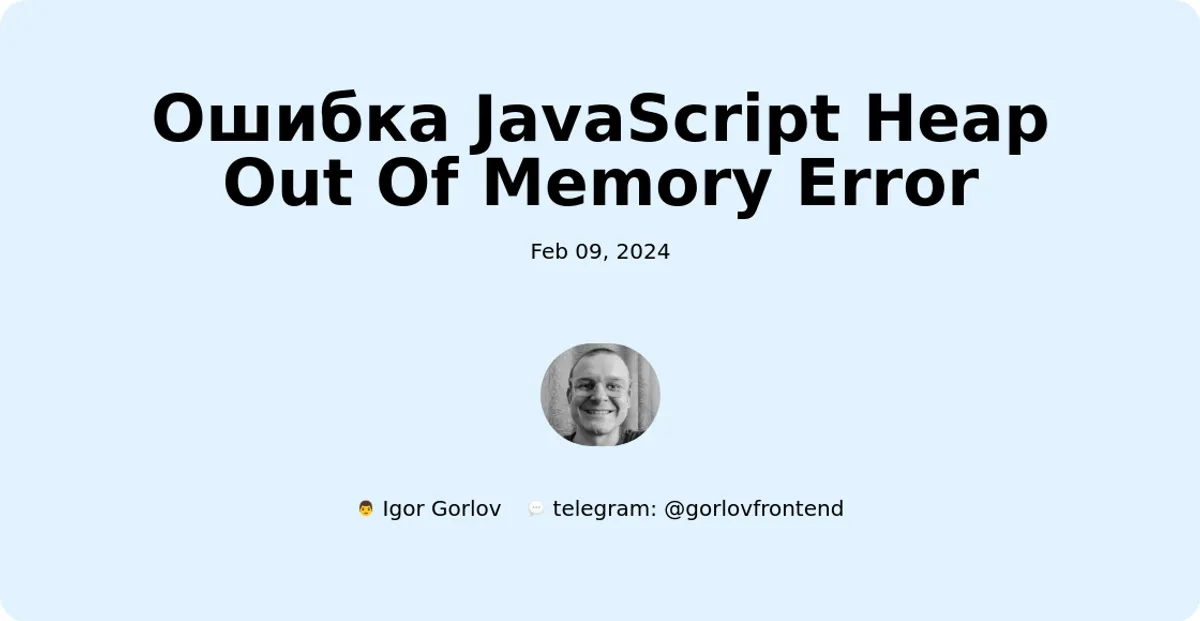 Ошибка JavaScript Heap
Out Of Memory Error
Feb 09, 2024
Igor Gorlov telegram: @gorlovfrontend